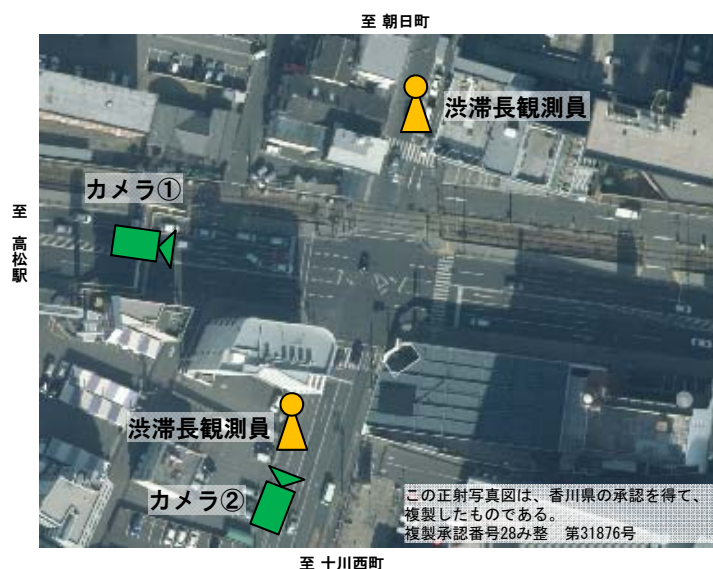 至 朝日町
渋滞長観測員
カメラ①
至 高松駅
渋滞長観測員
カメラ②
この正射写真図は、香川県の承認を得て、
複製したものである。
複製承認番号28み整 第31876号
至 十川西町